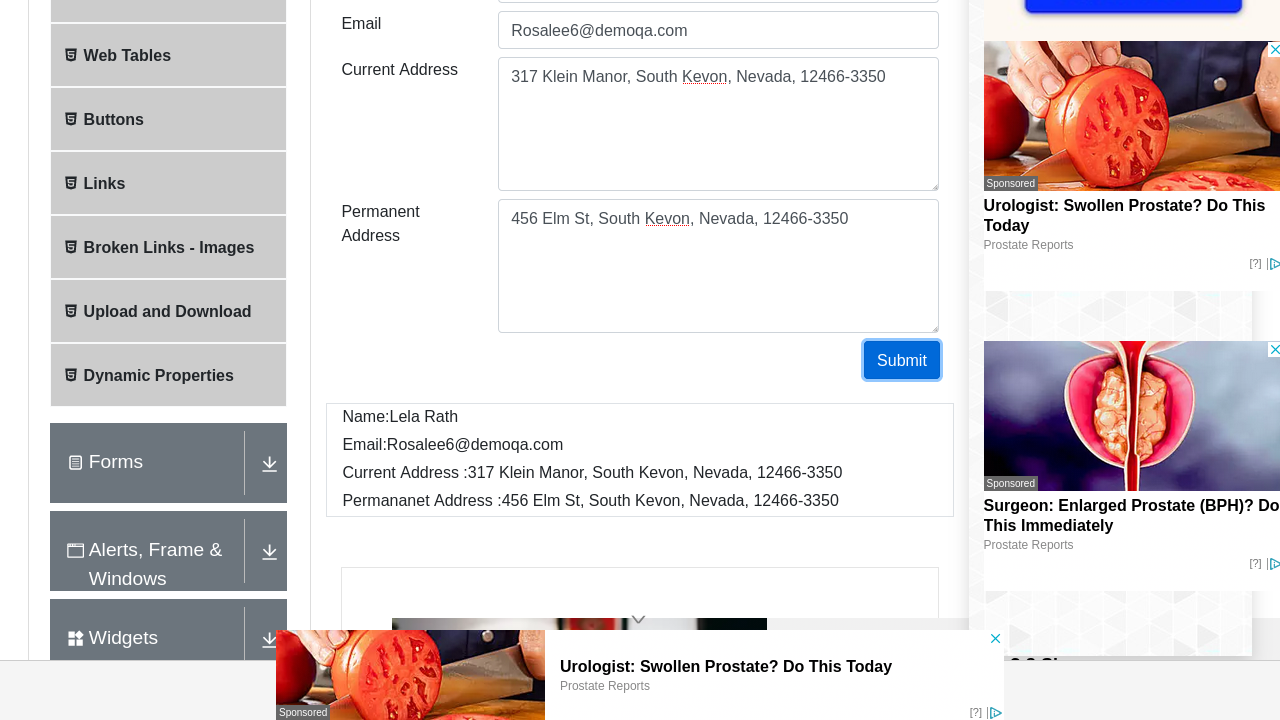 Email
Rosalee6@demoqa.com
Current Address
317 Klein Manor, South Kevon, Nevada, 12466-3350
Permanent
Address
456 Elm St, South Kevon, Nevada, 12466-3350
Submit
Name:Lela Rath
Email:Rosalee6@demoqa.com
Current Address :317 Klein Manor, South Kevon, Nevada, 12466-3350
Permananet Address :456 Elm St, South Kevon, Nevada, 12466-3350
Web Tables
Buttons
Links
Broken Links - Images
Upload and Download
Dynamic Properties
Forms
Alerts, Frame &
Windows
Widgets
Sponsored
Urologist: Swollen Prostate? Do This
Today
Prostate Reports
[?]
Sponsored
Surgeon: Enlarged Prostate (BPH)? Do
This Immediately
Prostate Reports
[?]
Sponsored
Urologist: Swollen Prostate? Do This Today
Prostate Reports
[?]